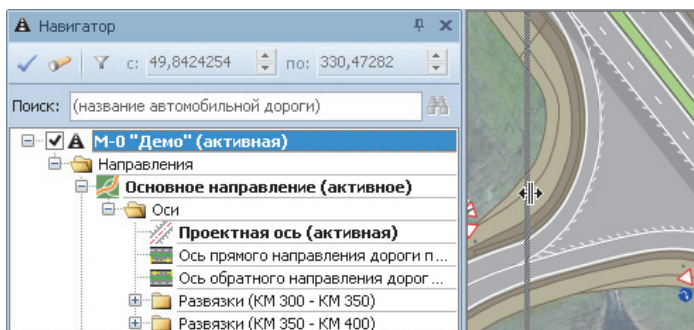 Навигатор
с: 49,8424254 по: 330,47282
Поиск: (название автомобильной дороги)
М-0 "Демо" (активная)
Направления
Основное направление (активное)
Оси
Проектная ось (активная)
Ось прямого направления дороги п...
Ось обратного направления дорог ...
Развязки (КМ 300 - КМ 350)
Развязки (КМ 350 - КМ 400)